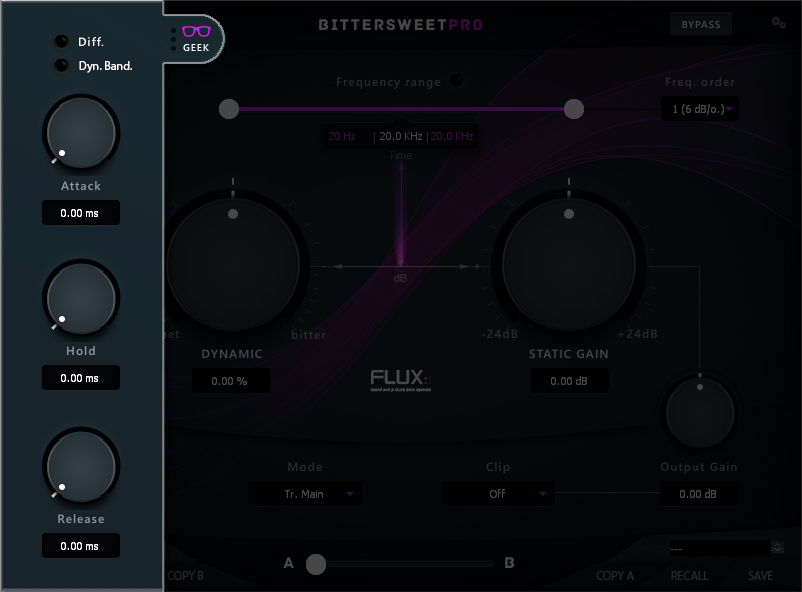 BITTERSWEETPRO
BYPASS
GEEK
Diff.
Dyn. Band.
Attack
0.00 ms
Hold
0.00 ms
Release
0.00 ms
Frequency range
Freq. order
1 (6 dB/o.)
20 Hz | 20.0 KHz | 20.0 KHz
Time
dB
- +
et bitter
DYNAMIC
0.00 %
-24dB +24dB
STATIC GAIN
0.00 dB
FLUX::
sound and picture development
Mode
Tr. Main
Clip
Off
Output Gain
0.00 dB
A B
---
COPY B
COPY A
RECALL
SAVE